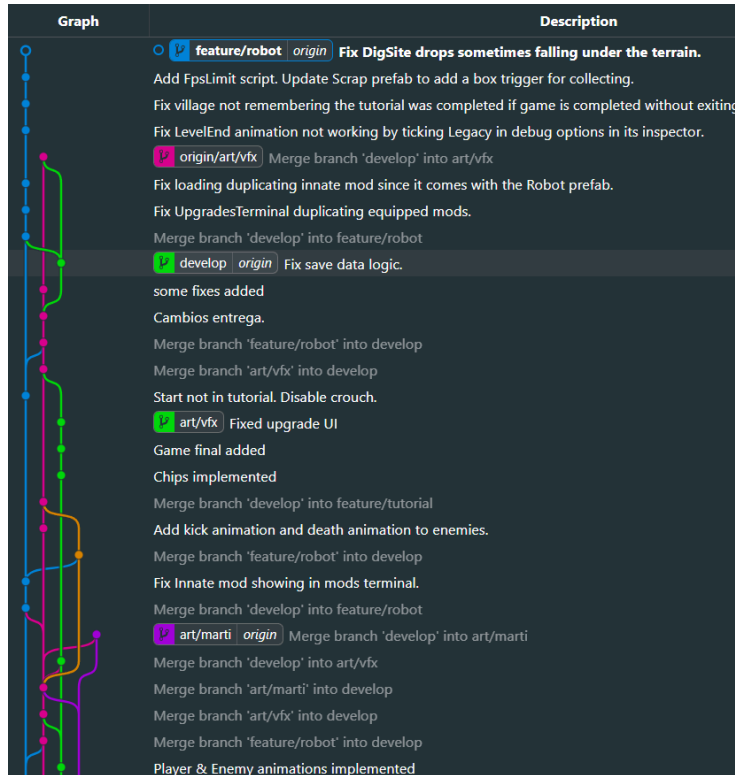 Graph Description
feature/robot origin Fix DigSite drops sometimes falling under the terrain.
Add FpsLimit script. Update Scrap prefab to add a box trigger for collecting.
Fix village not remembering the tutorial was completed if game is completed without exiting
Fix LevelEnd animation not working by ticking Legacy in debug options in its inspector.
origin/art/vfx Merge branch 'develop' into art/vfx
Fix loading duplicating innate mod since it comes with the Robot prefab.
Fix UpgradesTerminal duplicating equipped mods.
Merge branch 'develop' into feature/robot
develop origin Fix save data logic.
some fixes added
Cambios entrega.
Merge branch 'feature/robot' into develop
Merge branch 'art/vfx' into develop
Start not in tutorial. Disable crouch.
art/vfx Fixed upgrade UI
Game final added
Chips implemented
Merge branch 'develop' into feature/tutorial
Add kick animation and death animation to enemies.
Merge branch 'feature/robot' into develop
Fix Innate mod showing in mods terminal.
Merge branch 'develop' into feature/robot
art/marti origin Merge branch 'develop' into art/marti
Merge branch 'develop' into art/vfx
Merge branch 'art/marti' into develop
Merge branch 'art/vfx' into develop
Merge branch 'feature/robot' into develop
Player & Enemy animations implemented